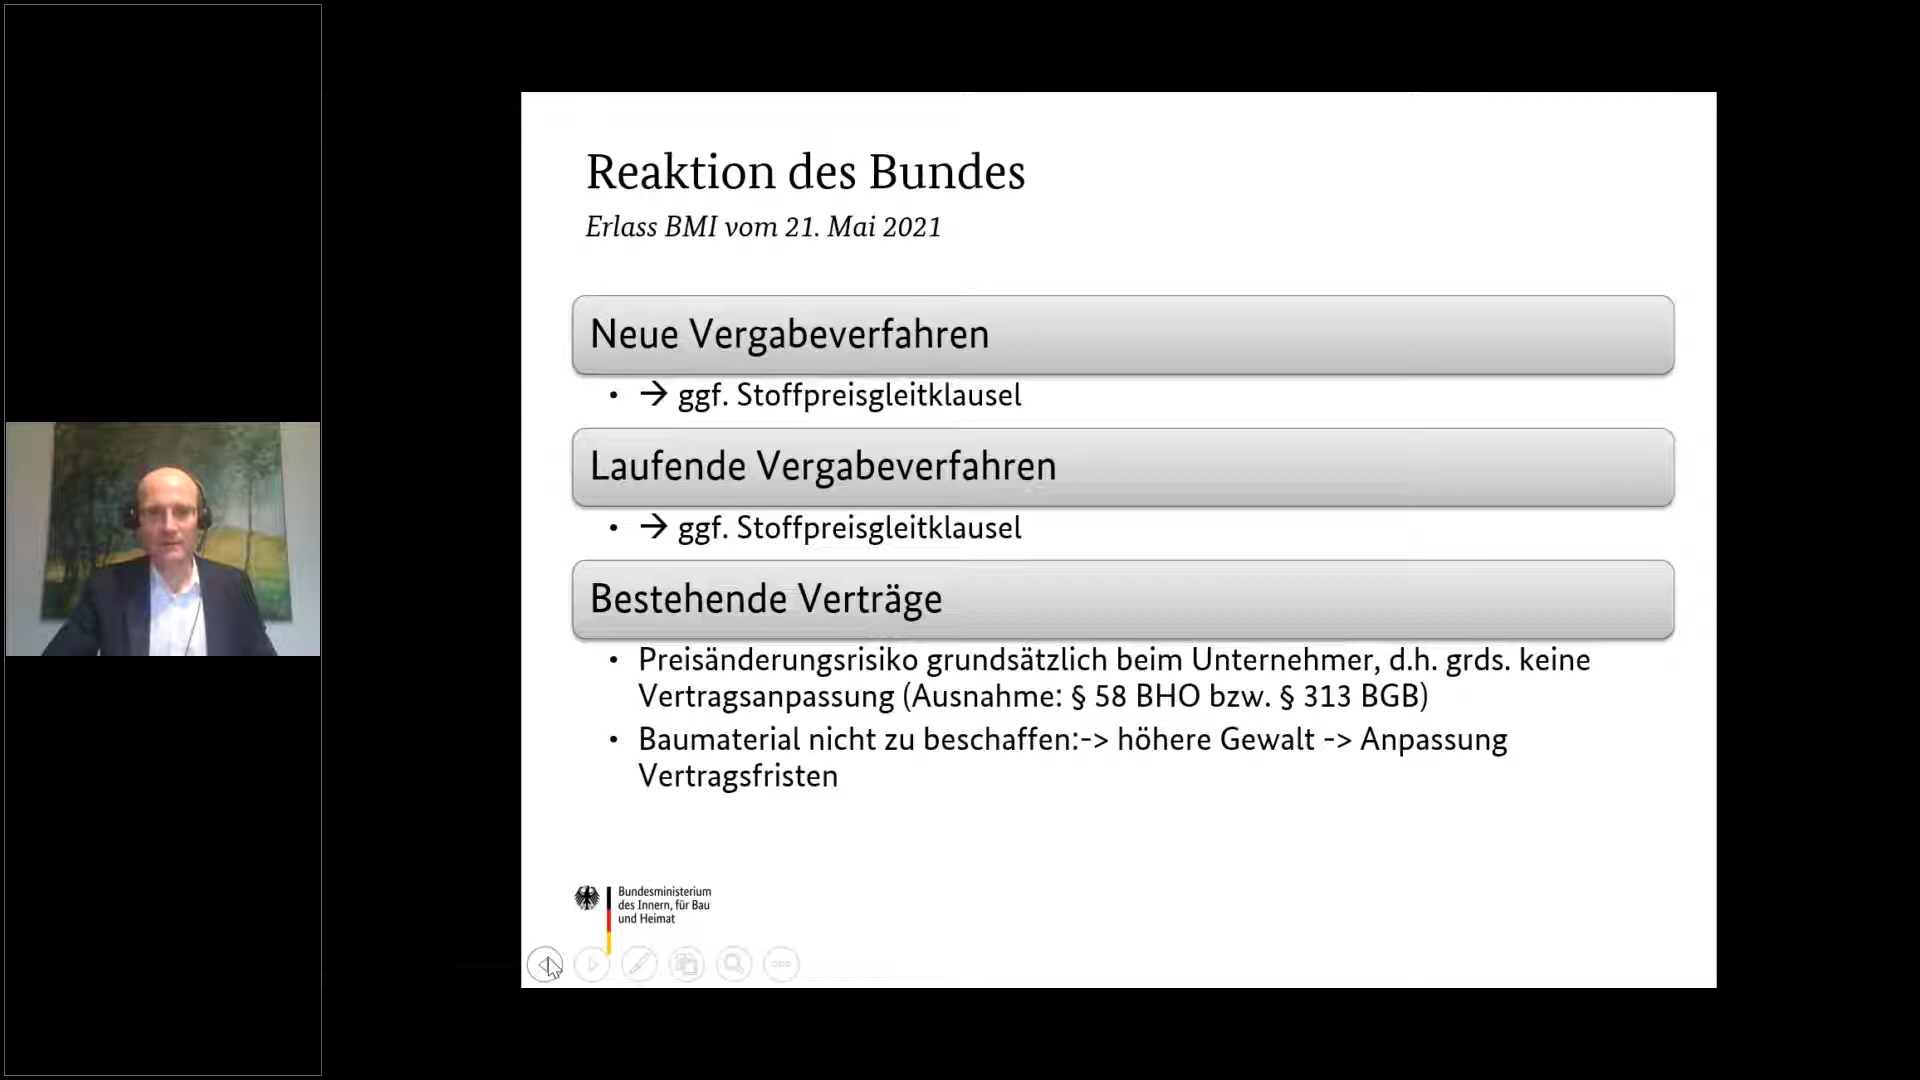 Reaktion des Bundes
Erlass BMI vom 21. Mai 2021
Neue Vergabeverfahren
• → ggf. Stoffpreisgleitklausel
Laufende Vergabeverfahren
• → ggf. Stoffpreisgleitklausel
Bestehende Verträge
• Preisänderungsrisiko grundsätzlich beim Unternehmer, d.h. grds. keine
Vertragsanpassung (Ausnahme: § 58 BHO bzw. § 313 BGB)
• Baumaterial nicht zu beschaffen:-> höhere Gewalt -> Anpassung
Vertragsfristen
Bundesministerium
des Innern, für Bau
und Heimat